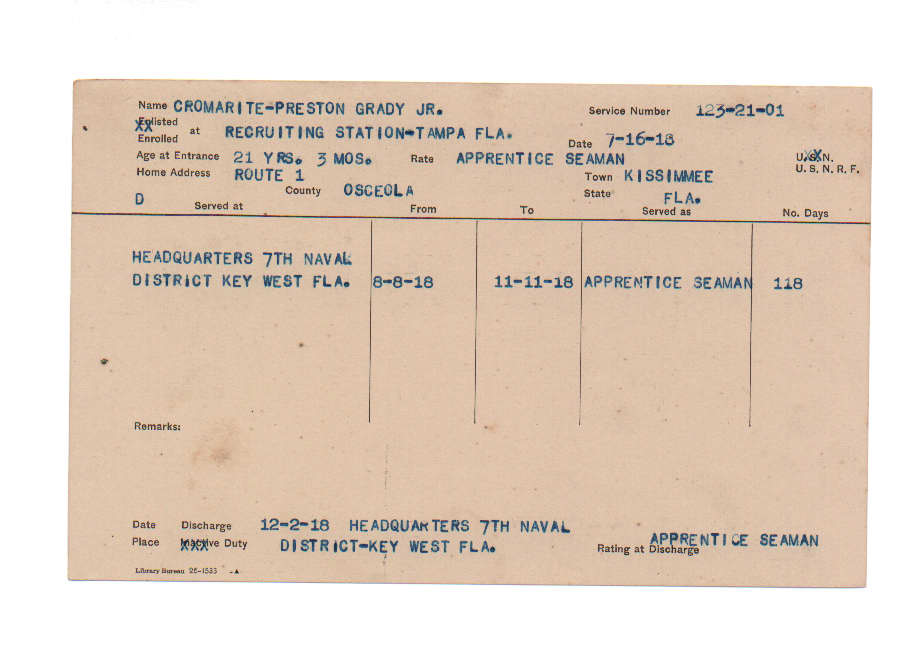 Name CROMARITE-PRESTON GRADY JR. Service Number 123-21-01
Enlisted
XX
Enrolled at RECRUITING STATION-TAMPA FLA. Date 7-16-18
Age at Entrance 21 YRS. 3 MOS. Rate APPRENTICE SEAMAN U.S.N.
XX
Home Address ROUTE 1 Town KISSIMMEE U. S. N. R. F.
D County OSCEOLA State FLA.
Served at From To Served as No. Days
HEADQUARTERS 7TH NAVAL
DISTRICT KEY WEST FLA. 8-8-18 11-11-18 APPRENTICE SEAMAN 118
Remarks:
Date Discharge 12-2-18 HEADQUARTERS 7TH NAVAL
Place Inactive Duty DISTRICT-KEY WEST FLA. Rating at Discharge APPRENTICE SEAMAN
XXX
Library Bureau 26-1533 -A